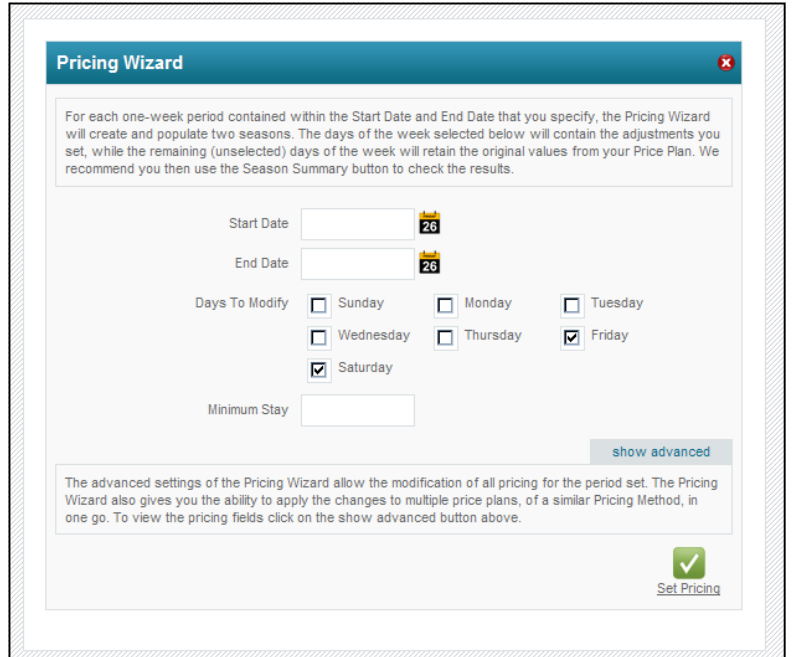 Pricing Wizard
For each one-week period contained within the Start Date and End Date that you specify, the Pricing Wizard
will create and populate two seasons. The days of the week selected below will contain the adjustments you
set, while the remaining (unselected) days of the week will retain the original values from your Price Plan. We
recommend you then use the Season Summary button to check the results.
Start Date 26
End Date 26
Days To Modify Sunday Monday Tuesday
Wednesday Thursday Friday
Saturday
Minimum Stay
show advanced
The advanced settings of the Pricing Wizard allow the modification of all pricing for the period set. The Pricing
Wizard also gives you the ability to apply the changes to multiple price plans, of a similar Pricing Method, in
one go. To view the pricing fields click on the show advanced button above.
Set Pricing